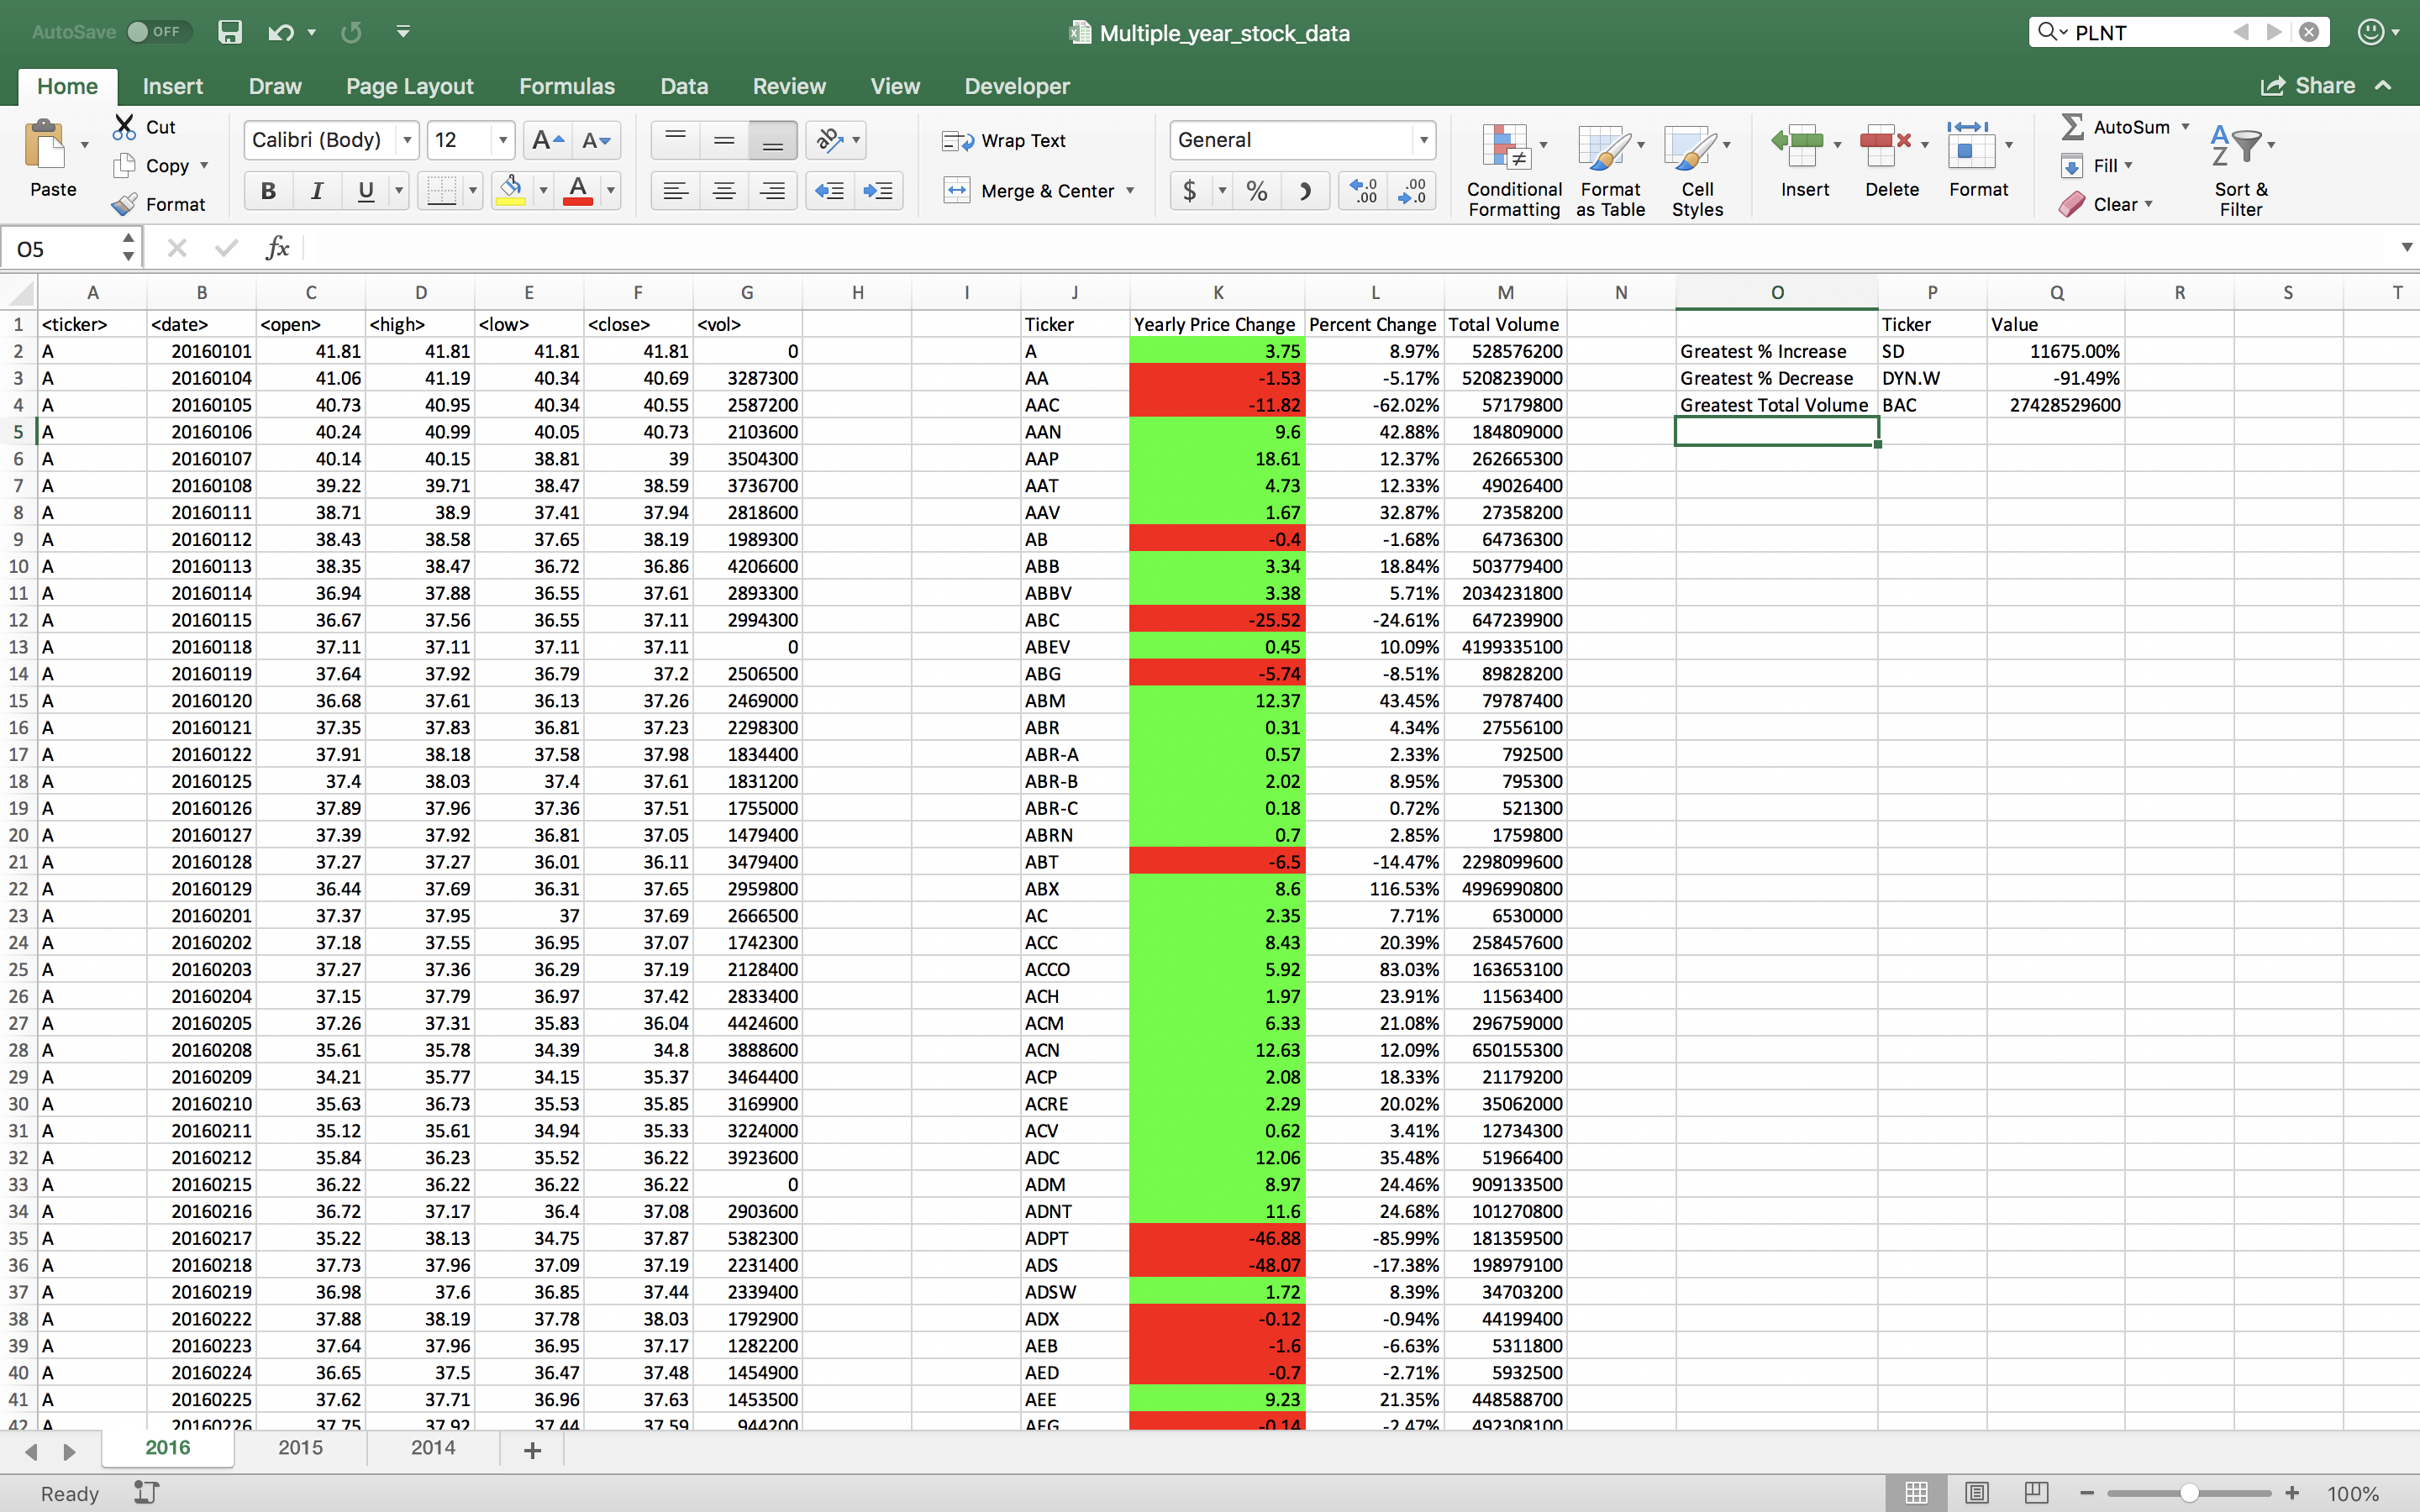 AutoSave OFF Multiple_year_stock_data PLNT
Home Insert Draw Page Layout Formulas Data Review View Developer Share
Paste Cut Copy Format
Calibri (Body) 12 A A
B I U A
Wrap Text
Merge & Center
General
$ % .0 .00 .00 .0
Conditional Formatting Format as Table Cell Styles
Insert Delete Format
AutoSum Fill Clear
Sort & Filter
O5 fx
A B C D E F G H I J K L M N O P Q R S T
1 <ticker> <date> <open> <high> <low> <close> <vol> Ticker Yearly Price Change Percent Change Total Volume Ticker Value
2 A 20160101 41.81 41.81 41.81 41.81 0 A 3.75 8.97% 528576200 Greatest % Increase SD 11675.00%
3 A 20160104 41.06 41.19 40.34 40.69 3287300 AA -1.53 -5.17% 5208239000 Greatest % Decrease DYN.W -91.49%
4 A 20160105 40.73 40.95 40.34 40.55 2587200 AAC -11.82 -62.02% 57179800 Greatest Total Volume BAC 27428529600
5 A 20160106 40.24 40.99 40.05 40.73 2103600 AAN 9.6 42.88% 184809000
6 A 20160107 40.14 40.15 38.81 39 3504300 AAP 18.61 12.37% 262665300
7 A 20160108 39.22 39.71 38.47 38.59 3736700 AAT 4.73 12.33% 49026400
8 A 20160111 38.71 38.9 37.41 37.94 2818600 AAV 1.67 32.87% 27358200
9 A 20160112 38.43 38.58 37.65 38.19 1989300 AB -0.4 -1.68% 64736300
10 A 20160113 38.35 38.47 36.72 36.86 4206600 ABB 3.34 18.84% 503779400
11 A 20160114 36.94 37.88 36.55 37.61 2893300 ABBV 3.38 5.71% 2034231800
12 A 20160115 36.67 37.56 36.55 37.11 2994300 ABC -25.52 -24.61% 647239900
13 A 20160118 37.11 37.11 37.11 37.11 0 ABEV 0.45 10.09% 4199335100
14 A 20160119 37.64 37.92 36.79 37.2 2506500 ABG -5.74 -8.51% 89828200
15 A 20160120 36.68 37.61 36.13 37.26 2469000 ABM 12.37 43.45% 79787400
16 A 20160121 37.35 37.83 36.81 37.23 2298300 ABR 0.31 4.34% 27556100
17 A 20160122 37.91 38.18 37.58 37.98 1834400 ABR-A 0.57 2.33% 792500
18 A 20160125 37.4 38.03 37.4 37.61 1831200 ABR-B 2.02 8.95% 795300
19 A 20160126 37.89 37.96 37.36 37.51 1755000 ABR-C 0.18 0.72% 521300
20 A 20160127 37.39 37.92 36.81 37.05 1479400 ABRN 0.7 2.85% 1759800
21 A 20160128 37.27 37.27 36.01 36.11 3479400 ABT -6.5 -14.47% 2298099600
22 A 20160129 36.44 37.69 36.31 37.65 2959800 ABX 8.6 116.53% 4996990800
23 A 20160201 37.37 37.95 37 37.69 2666500 AC 2.35 7.71% 6530000
24 A 20160202 37.18 37.55 36.95 37.07 1742300 ACC 8.43 20.39% 258457600
25 A 20160203 37.27 37.36 36.29 37.19 2128400 ACCO 5.92 83.03% 163653100
26 A 20160204 37.15 37.79 36.97 37.42 2833400 ACH 1.97 23.91% 11563400
27 A 20160205 37.26 37.31 35.83 36.04 4424600 ACM 6.33 21.08% 296759000
28 A 20160208 35.61 35.78 34.39 34.8 3888600 ACN 12.63 12.09% 650155300
29 A 20160209 34.21 35.77 34.15 35.37 3464400 ACP 2.08 18.33% 21179200
30 A 20160210 35.63 36.73 35.53 35.85 3169900 ACRE 2.29 20.02% 35062000
31 A 20160211 35.12 35.61 34.94 35.33 3224000 ACV 0.62 3.41% 12734300
32 A 20160212 35.84 36.23 35.52 36.22 3923600 ADC 12.06 35.48% 51966400
33 A 20160215 36.22 36.22 36.22 36.22 0 ADM 8.97 24.46% 909133500
34 A 20160216 36.72 37.17 36.4 37.08 2903600 ADNT 11.6 24.68% 101270800
35 A 20160217 35.22 38.13 34.75 37.87 5382300 ADPT -46.88 -85.99% 181359500
36 A 20160218 37.73 37.96 37.09 37.19 2231400 ADS -48.07 -17.38% 198979100
37 A 20160219 36.98 37.6 36.85 37.44 2339400 ADSW 1.72 8.39% 34703200
38 A 20160222 37.88 38.19 37.78 38.03 1792900 ADX -0.12 -0.94% 44199400
39 A 20160223 37.64 37.96 36.95 37.17 1282200 AEB -1.6 -6.63% 5311800
40 A 20160224 36.65 37.5 36.47 37.48 1454900 AED -0.7 -2.71% 5932500
41 A 20160225 37.62 37.71 36.96 37.63 1453500 AEE 9.23 21.35% 448588700
42 A 20160226 37.75 37.92 37.44 37.59 944200 AEG -0.14 -2.47% 492308100
2016 2015 2014 +
Ready 100%